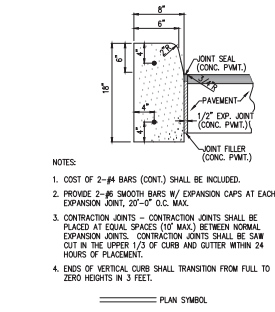 8"
6"
2"R
4"
6"
JOINT SEAL
(CONC. PVMT.)
3/4"R
18"
PAVEMENT
4"
1/2" EXP. JOINT
(CONC. PVMT.)
4"
JOINT FILLER
(CONC. PVMT.)
NOTES:
1. COST OF 2-#4 BARS (CONT.) SHALL BE INCLUDED.
2. PROVIDE 2-#6 SMOOTH BARS W/ EXPANSION CAPS AT EACH
EXPANSION JOINT, 20'-0" O.C. MAX.
3. CONTRACTION JOINTS - CONTRACTION JOINTS SHALL BE
PLACED AT EQUAL SPACES (10' MAX.) BETWEEN NORMAL
EXPANSION JOINTS. CONTRACTION JOINTS SHALL BE SAW
CUT IN THE UPPER 1/3 OF CURB AND GUTTER WITHIN 24
HOURS OF PLACEMENT.
4. ENDS OF VERTICAL CURB SHALL TRANSITION FROM FULL TO
ZERO HEIGHTS IN 3 FEET.
PLAN SYMBOL